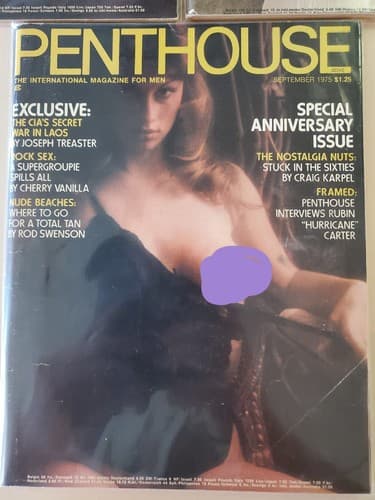 PENTHOUSE
THE INTERNATIONAL MAGAZINE FOR MEN
SEPTEMBER 1975 $1.25
EXCLUSIVE:
THE CIA'S SECRET
WAR IN LAOS
BY JOSEPH TREASTER
ROCK SEX:
A SUPERGROUPIE
SPILLS ALL
BY CHERRY VANILLA
NUDE BEACHES:
WHERE TO GO
FOR A TOTAL TAN
BY ROD SWENSON
SPECIAL
ANNIVERSARY
ISSUE
THE NOSTALGIA NUTS:
STUCK IN THE SIXTIES
BY CRAIG KARPEL
FRAMED:
PENTHOUSE
INTERVIEWS RUBIN
"HURRICANE"
CARTER